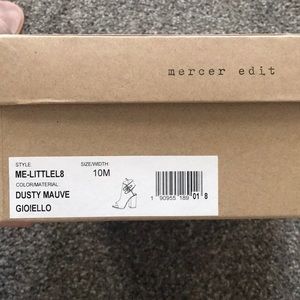 mercer edit
STYLE SIZE/WIDTH
ME-LITTLEL8 10M
COLOR/MATERIAL
DUSTY MAUVE
GIOIELLO
1 90955 189 01 8